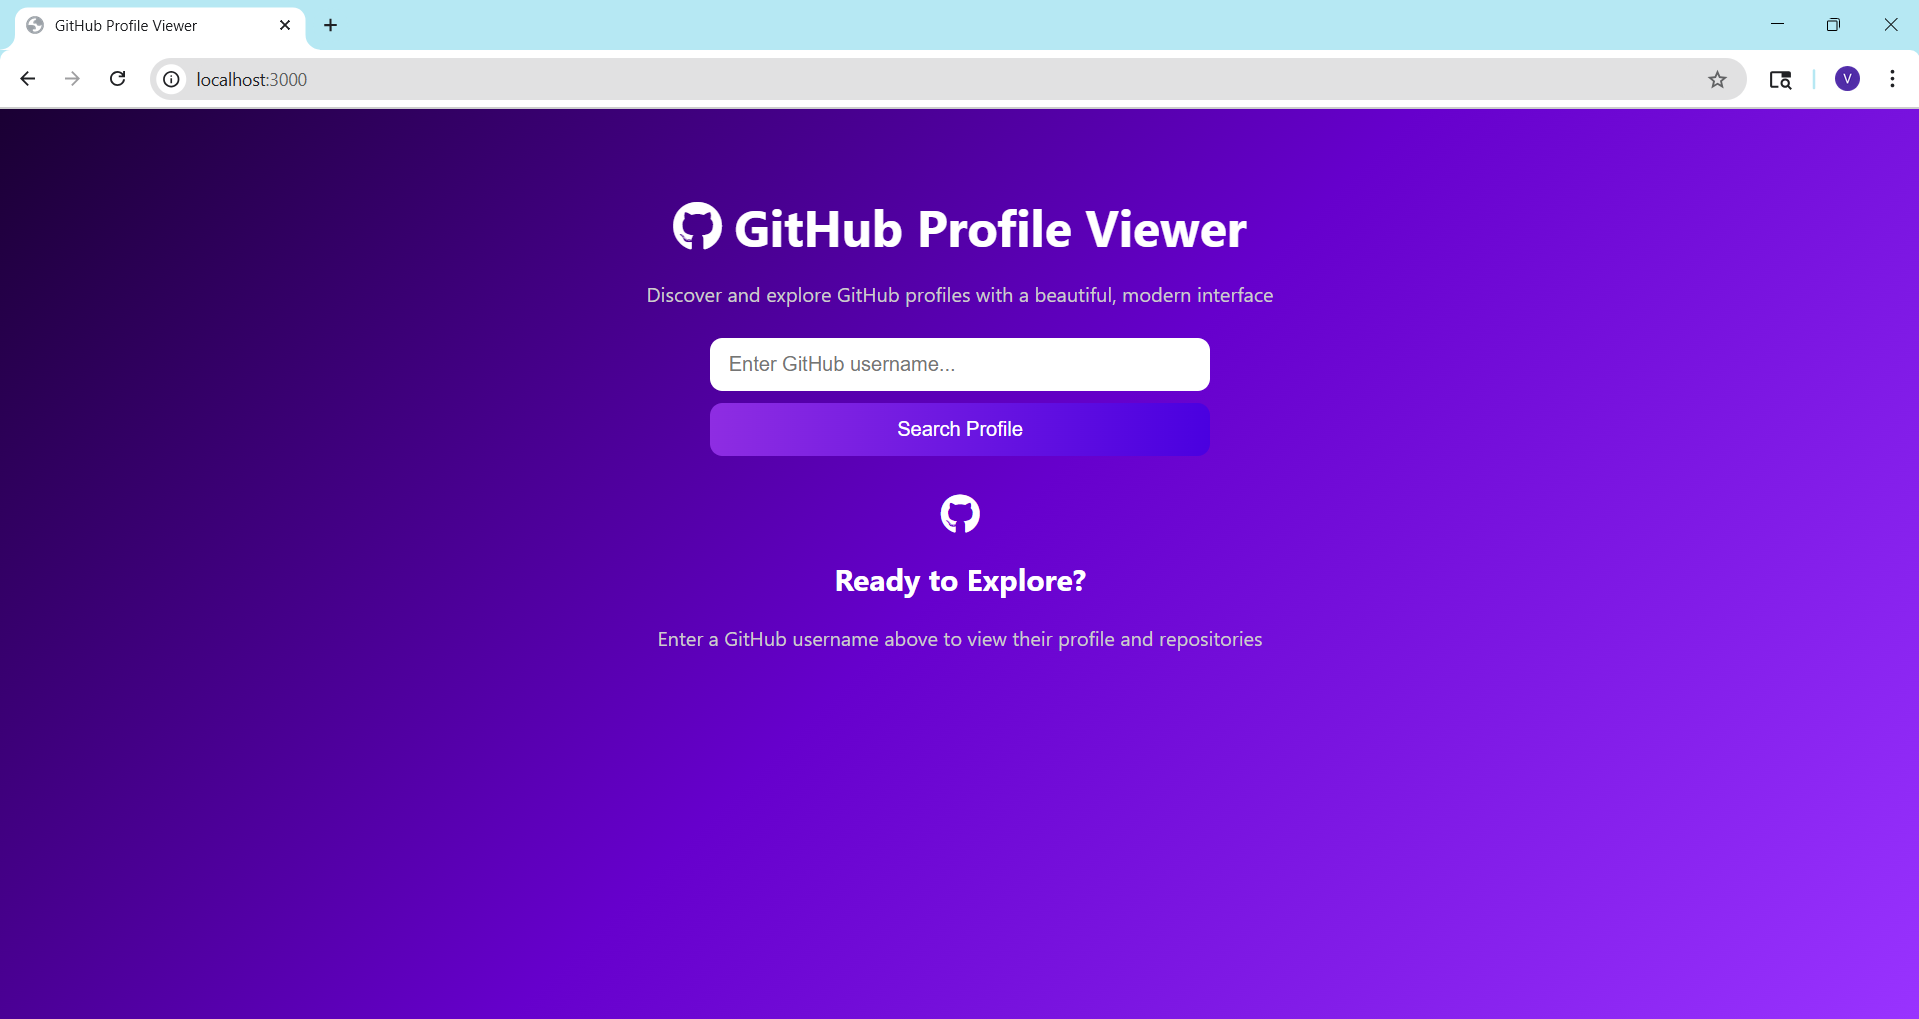 GitHub Profile Viewer
localhost:3000
V
GitHub Profile Viewer
Discover and explore GitHub profiles with a beautiful, modern interface
Enter GitHub username...
Search Profile
Ready to Explore?
Enter a GitHub username above to view their profile and repositories